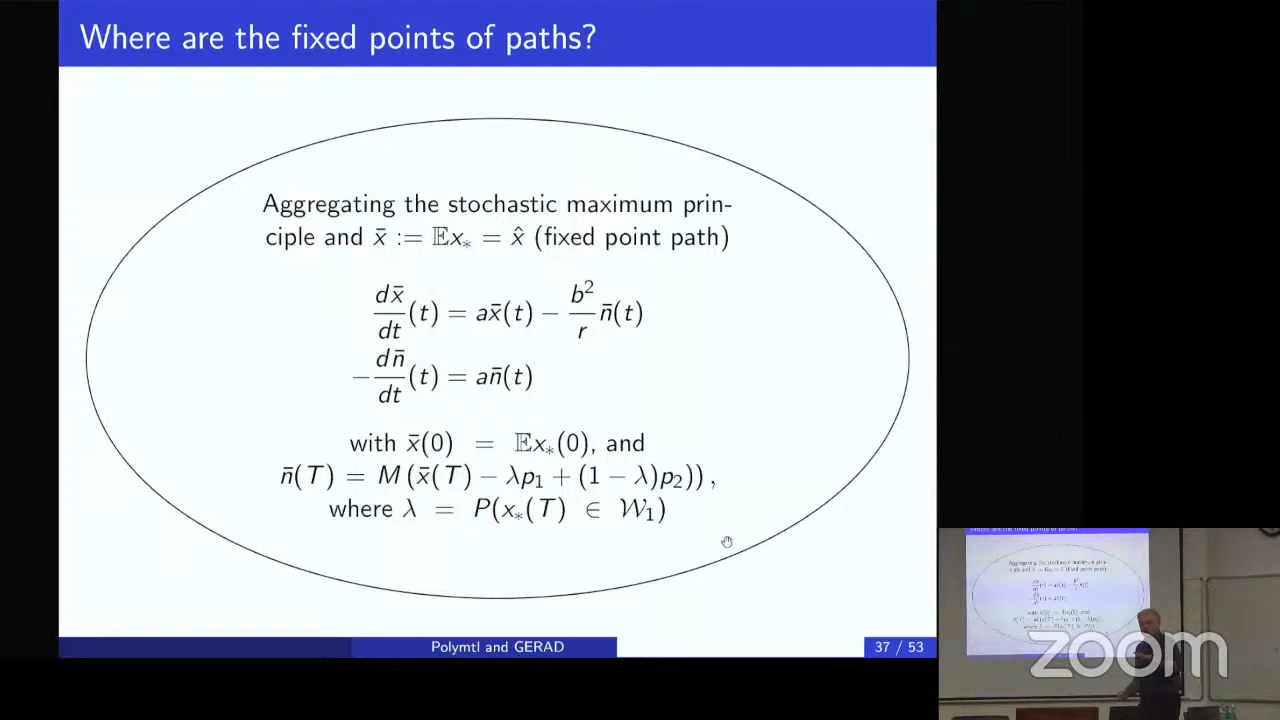 Where are the fixed points of paths?
Aggregating the stochastic maximum prin-
ciple and x̄ := 𝔼x∗ = x̂ (fixed point path)
dx̄/dt (t) = ax̄(t) − b²/r n̄(t)
−dn̄/dt (t) = an̄(t)
with x̄(0) = 𝔼x∗(0), and
n̄(T) = M (x̄(T) − λp₁ + (1 − λ)p₂)) ,
where λ = P(x∗(T) ∈ 𝒲₁)
Polymtl and GERAD
37 / 53
zoom